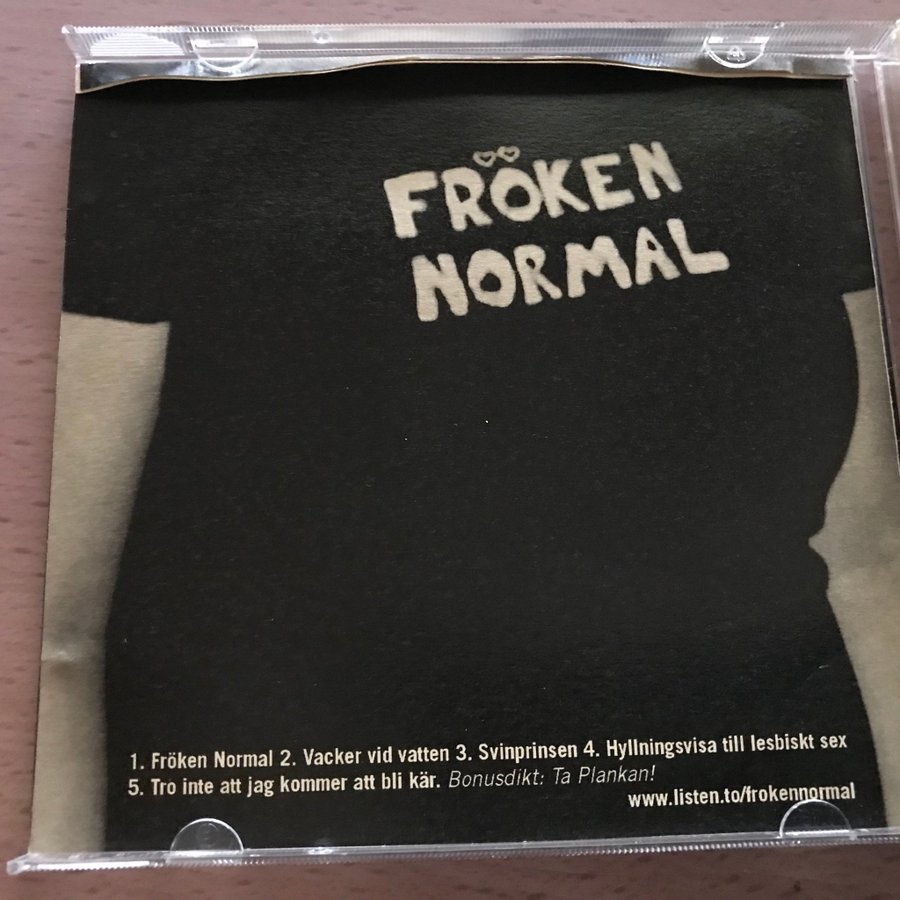 FRÖKEN
NORMAL
1. Fröken Normal 2. Vacker vid vatten 3. Svinprinsen 4. Hyllningsvisa till lesbiskt sex
5. Tro inte att jag kommer att bli kär. Bonusdikt: Ta Plankan!
www.listen.to/frokennormal